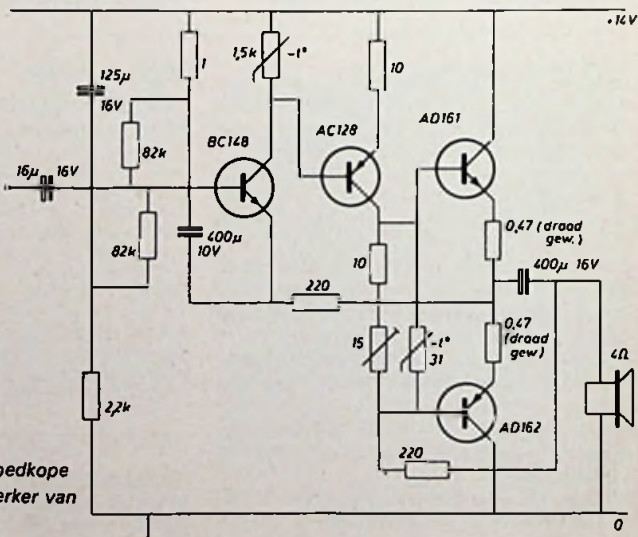 +14V
125µ
16V
1
1,5k
-t°
10
BC148
AC128
AD161
16µ 16V
82k
82k
400µ
10V
10
0,47 (draad
gew.)
400µ 16V
220
15
-t°
31
0,47
(draad
gew)
4Ω
2,2k
AD162
220
oedkope
erker van
0